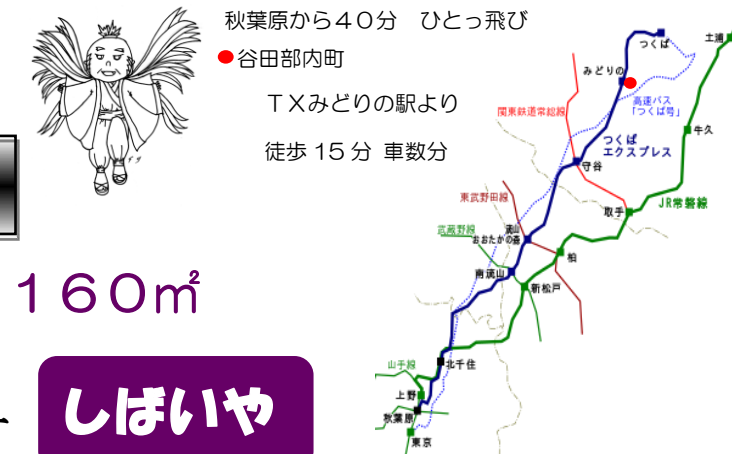 秋葉原から４０分　ひとっ飛び
●谷田部内町
ＴＸみどりの駅より
徒歩 15 分 車数分
１６０㎡
しばいや
つくば
土浦
みどりの
高速バス
「つくば号」
関東鉄道常総線
つくば
エクスプレス
牛久
守谷
東武野田線
取手
JR常磐線
武蔵野線
流山
おおたかの森
柏
南流山
新松戸
山手線
北千住
上野
秋葉原
東京